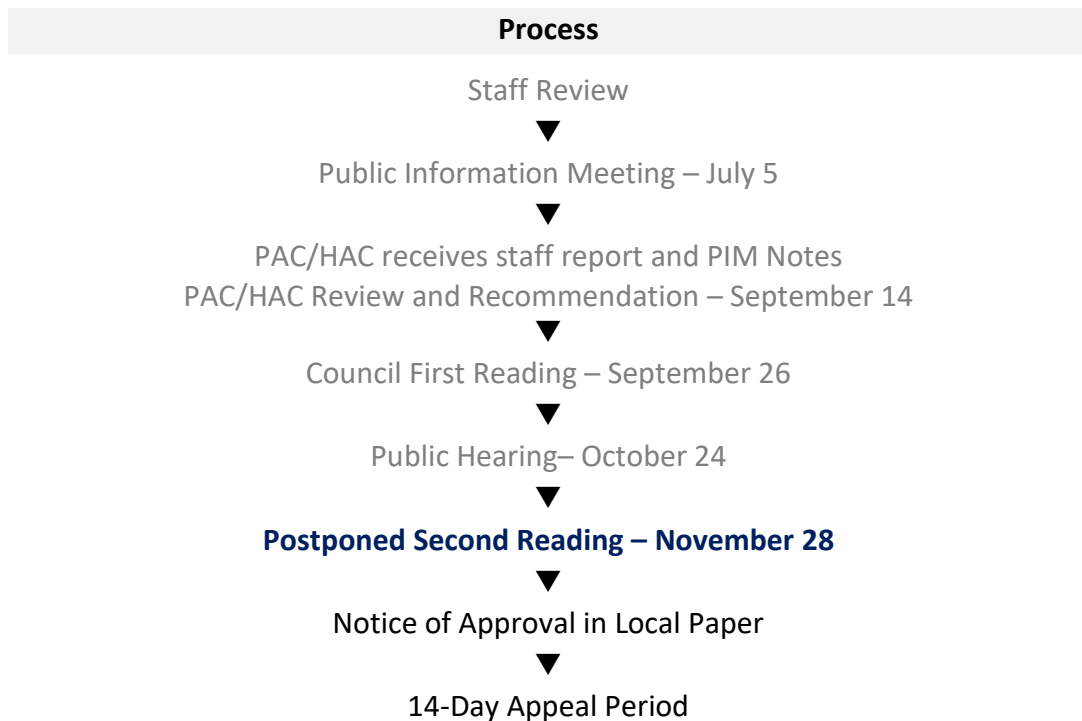 Process
Staff Review
Public Information Meeting – July 5
PAC/HAC receives staff report and PIM Notes
PAC/HAC Review and Recommendation – September 14
Council First Reading – September 26
Public Hearing– October 24
Postponed Second Reading – November 28
Notice of Approval in Local Paper
14-Day Appeal Period